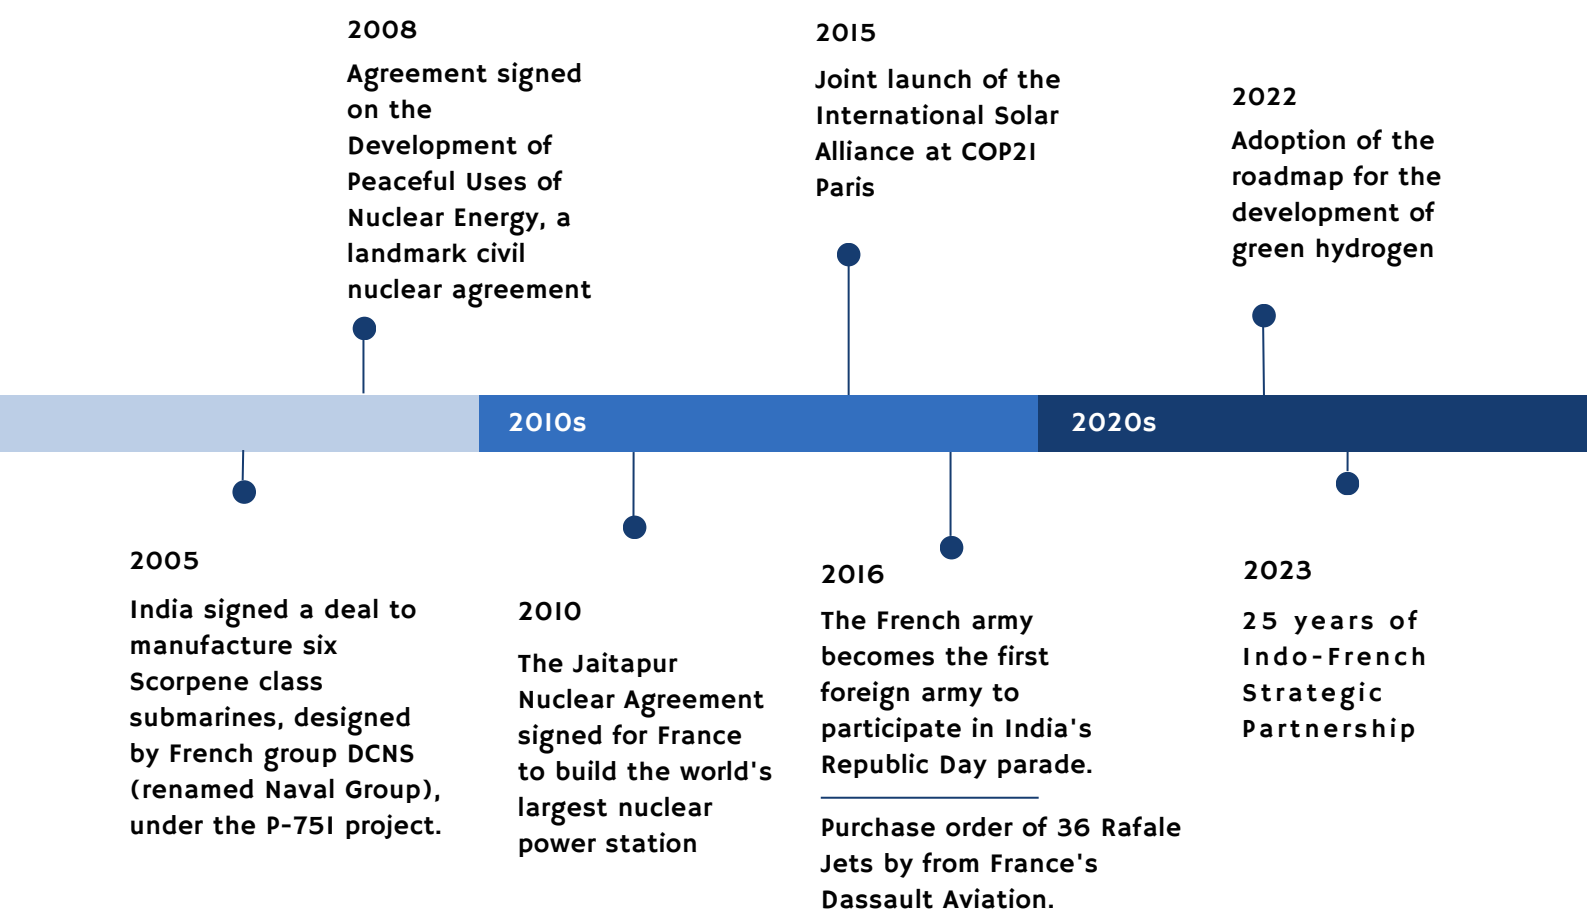 2008
Agreement signed
on the
Development of
Peaceful Uses of
Nuclear Energy, a
landmark civil
nuclear agreement
2015
Joint launch of the
International Solar
Alliance at COP21
Paris
2022
Adoption of the
roadmap for the
development of
green hydrogen
2010s
2020s
2005
India signed a deal to
manufacture six
Scorpene class
submarines, designed
by French group DCNS
(renamed Naval Group),
under the P-75I project.
2010
The Jaitapur
Nuclear Agreement
signed for France
to build the world's
largest nuclear
power station
2016
The French army
becomes the first
foreign army to
participate in India's
Republic Day parade.
Purchase order of 36 Rafale
Jets by from France's
Dassault Aviation.
2023
25 years of
Indo-French
Strategic
Partnership